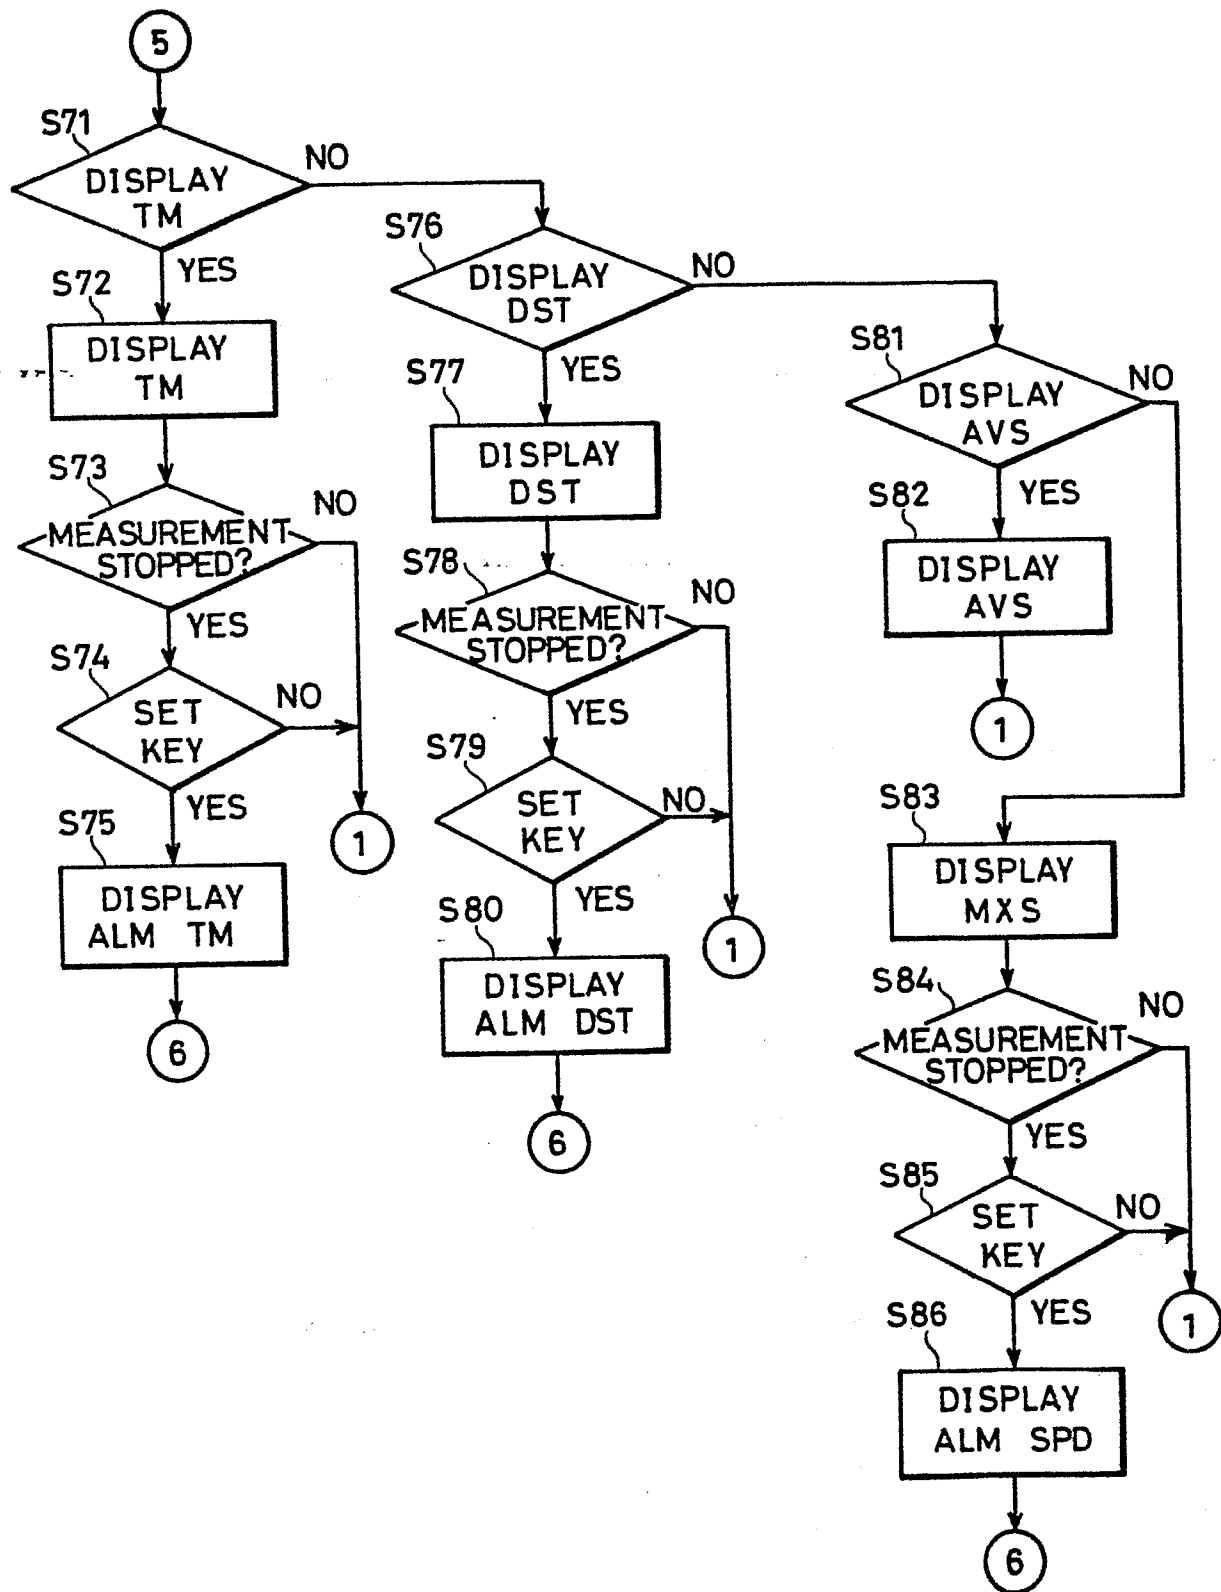 5
S71
DISPLAY
TM
NO
YES
S72
DISPLAY
TM
S73
MEASUREMENT
STOPPED?
NO
YES
S74
SET
KEY
NO
YES
1
S75
DISPLAY
ALM TM
6
S76
DISPLAY
DST
NO
YES
S77
DISPLAY
DST
S78
MEASUREMENT
STOPPED?
NO
YES
S79
SET
KEY
NO
YES
1
S80
DISPLAY
ALM DST
6
S81
DISPLAY
AVS
NO
YES
S82
DISPLAY
AVS
1
S83
DISPLAY
MXS
S84
MEASUREMENT
STOPPED?
NO
YES
S85
SET
KEY
NO
YES
1
S86
DISPLAY
ALM SPD
6